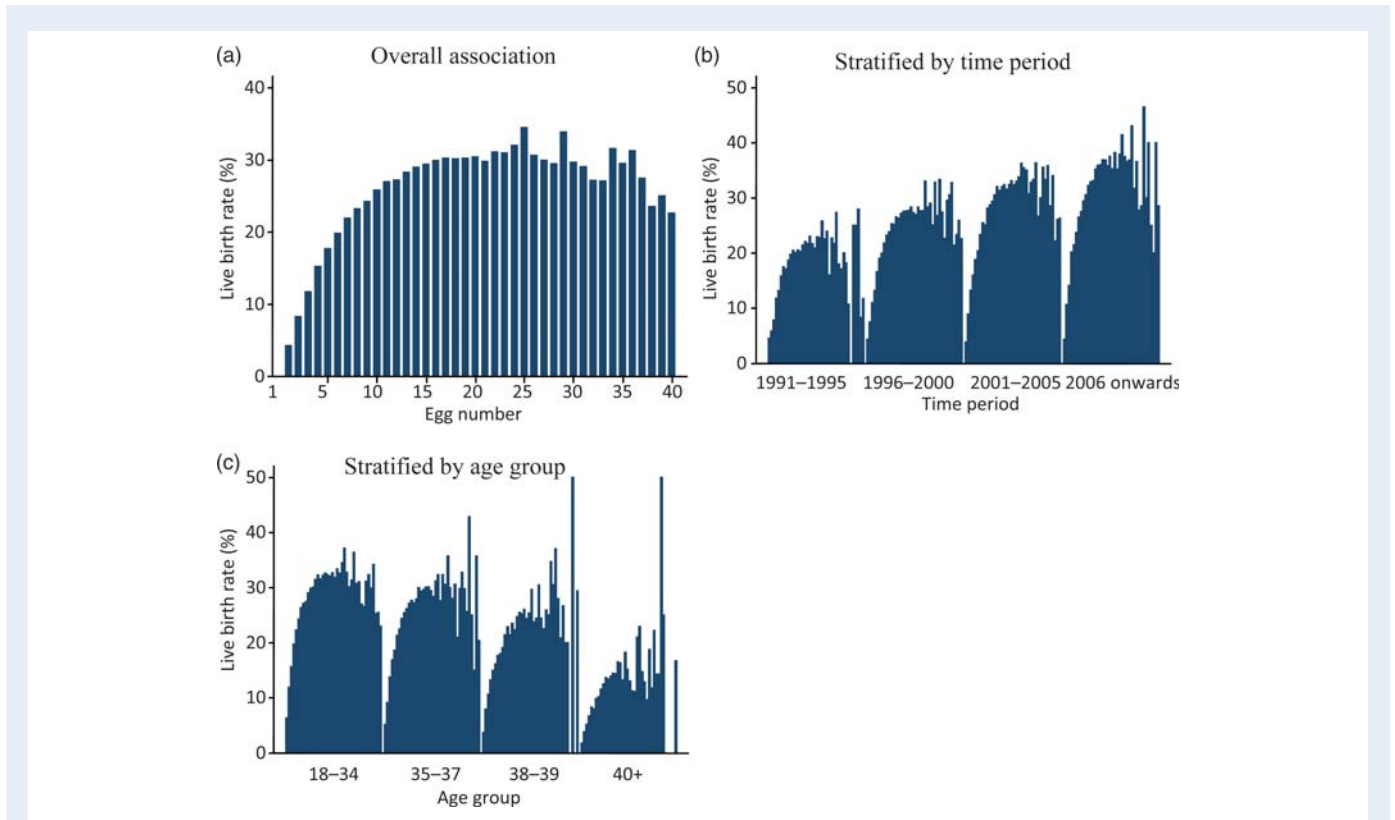 (a)
Overall association
Live birth rate (%)
40
30
20
10
0
1 5 10 15 20 25 30 35 40
Egg number
(b)
Stratified by time period
Live birth rate (%)
50
40
30
20
10
0
1991–1995 1996–2000 2001–2005 2006 onwards
Time period
(c)
Stratified by age group
Live birth rate (%)
50
40
30
20
10
0
18–34 35–37 38–39 40+
Age group